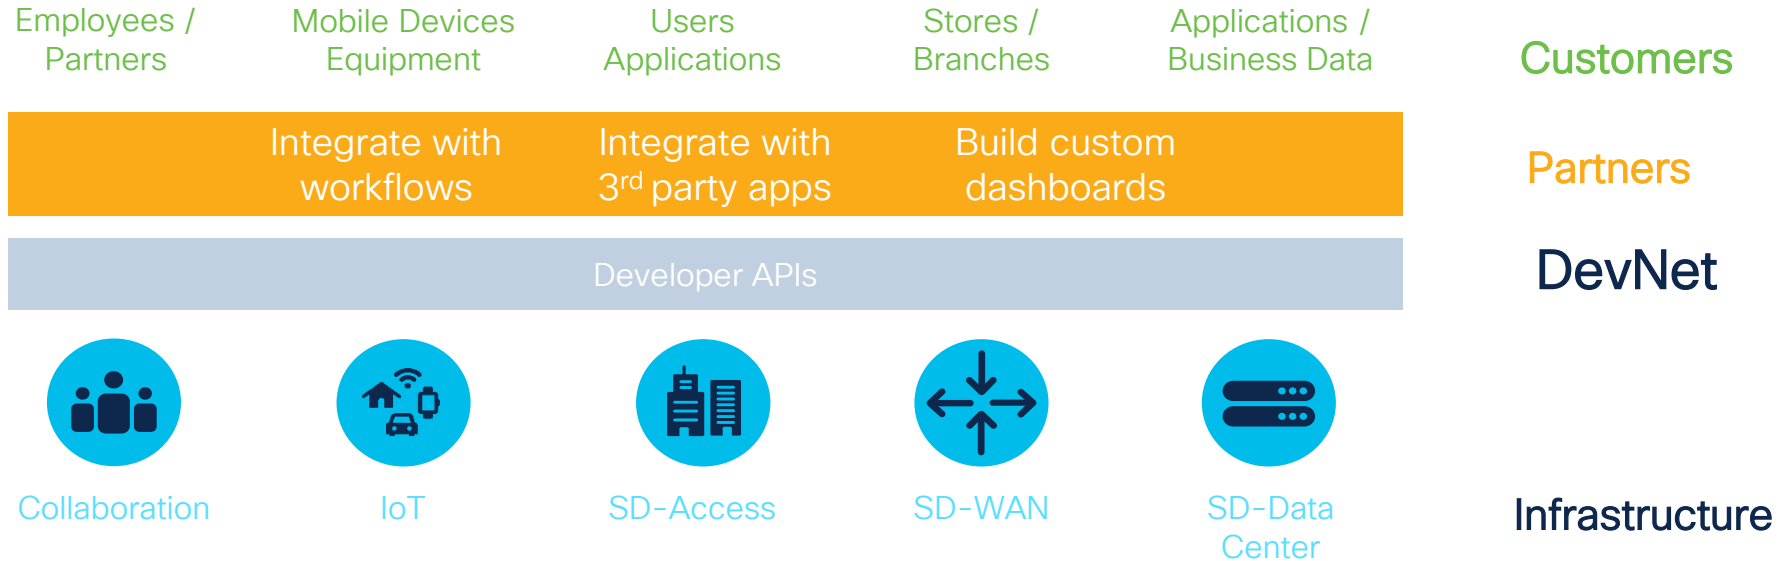 Employees /
Partners
Mobile Devices
Equipment
Users
Applications
Stores /
Branches
Applications /
Business Data
Customers
Integrate with
workflows
Integrate with
3rd party apps
Build custom
dashboards
Partners
Developer APIs
DevNet
Collaboration
IoT
SD-Access
SD-WAN
SD-Data
Center
Infrastructure